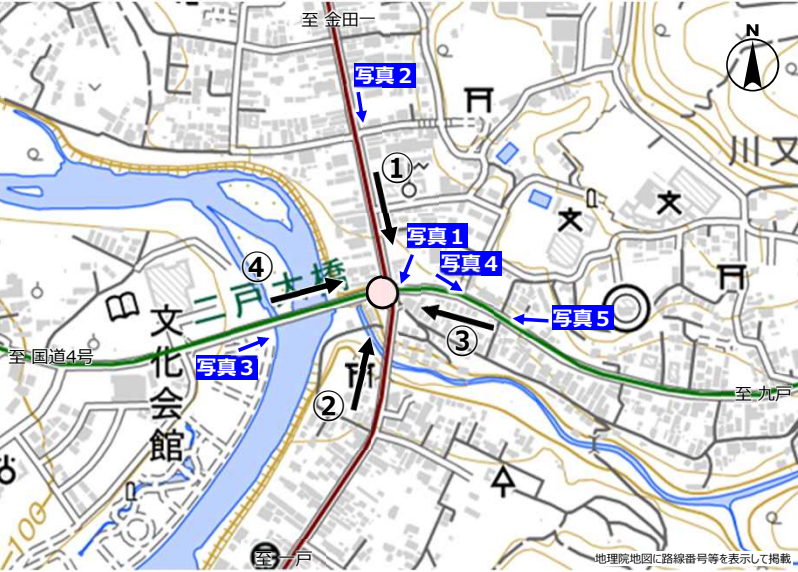 至 金田一
N
写真2
川又
①
写真1
写真4
④
二戸大橋
写真5
至 国道4号
文化会館
写真3
③
至 九戸
②
100
至 一戸
地理院地図に路線番号等を表示して掲載